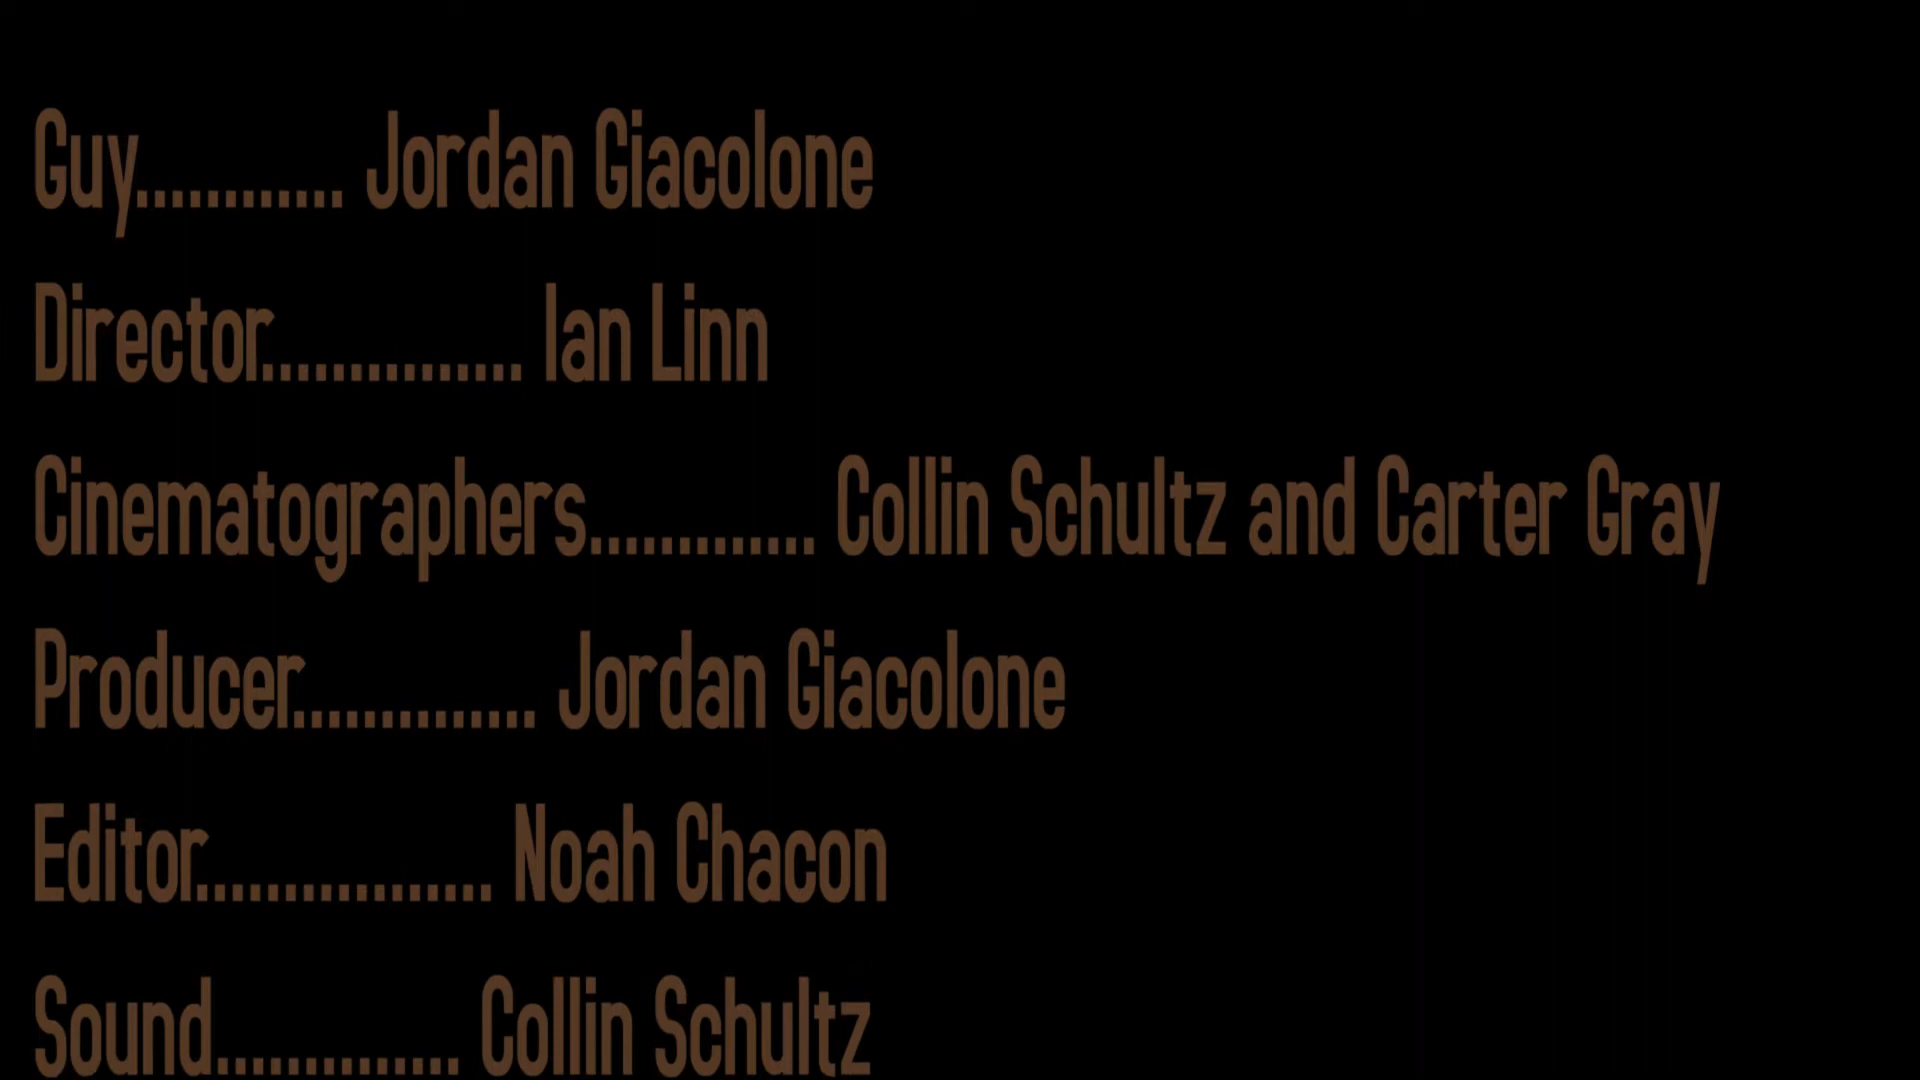 Guy............ Jordan Giacolone
Director............... Ian Linn
Cinematographers............. Collin Schultz and Carter Gray
Producer.............. Jordan Giacolone
Editor................. Noah Chacon
Sound.............. Collin Schultz